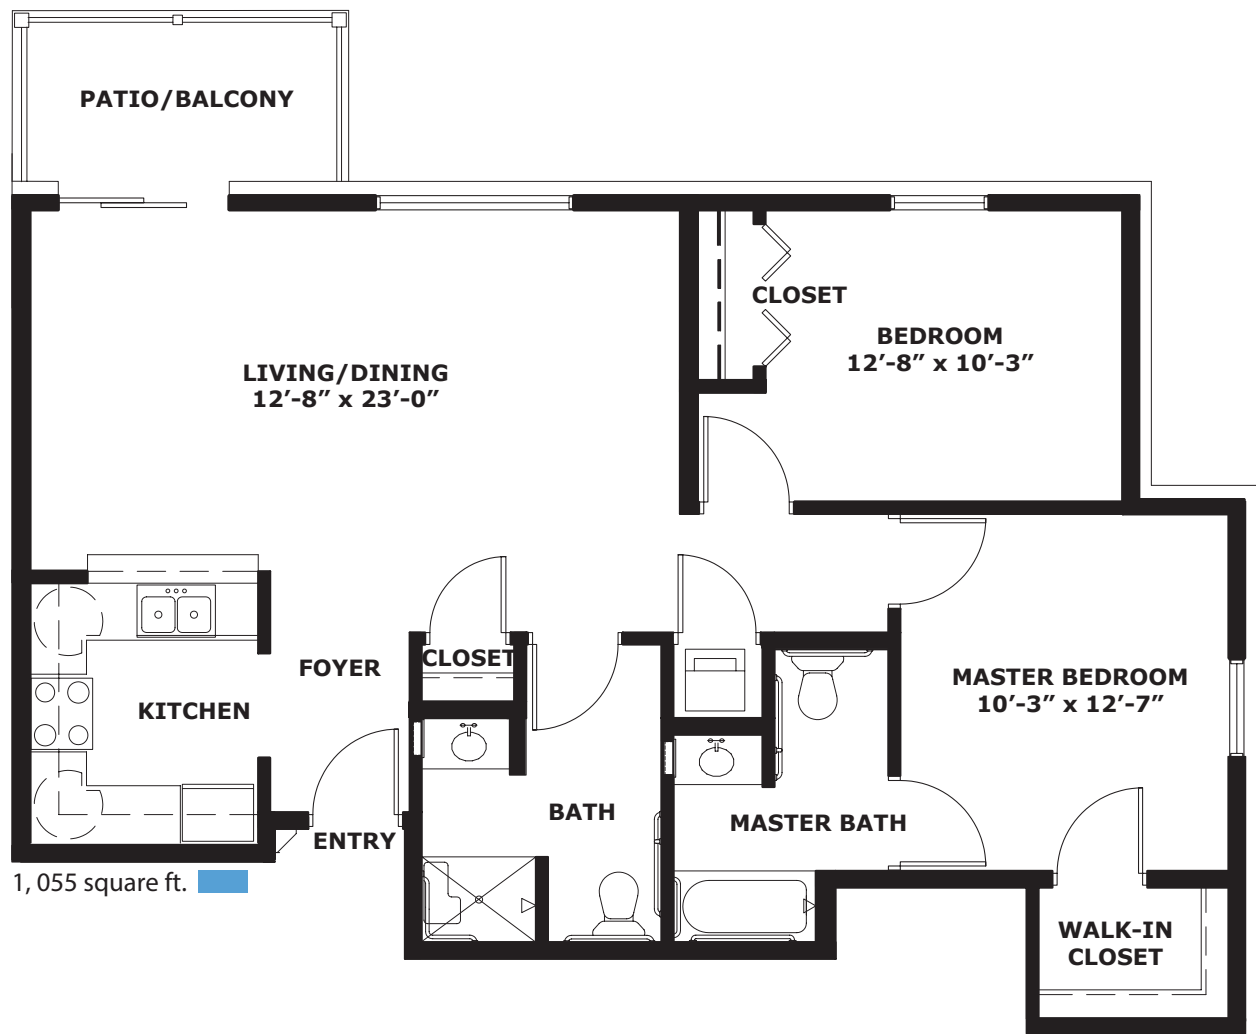 PATIO/BALCONY
CLOSET
BEDROOM
12’-8” x 10’-3”
LIVING/DINING
12’-8” x 23’-0”
CLOSET
FOYER
MASTER BEDROOM
10’-3” x 12’-7”
KITCHEN
BATH
MASTER BATH
ENTRY
1, 055 square ft.
WALK-IN
CLOSET